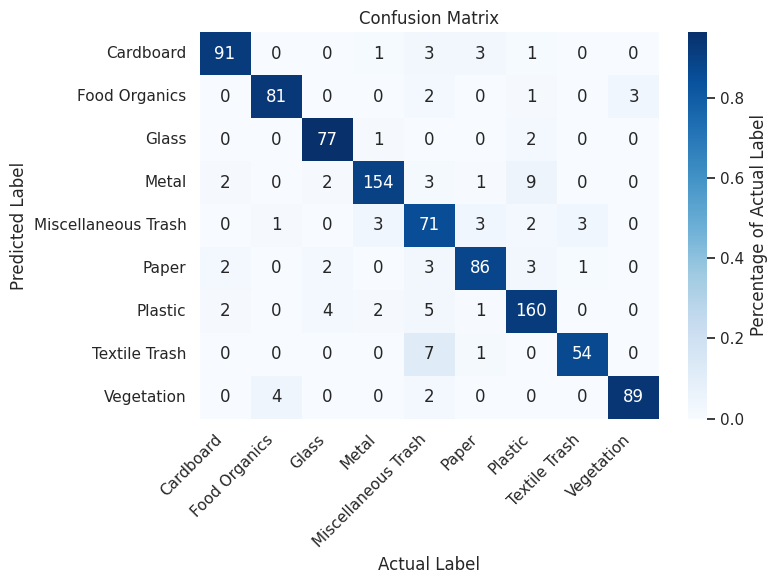 Confusion Matrix
Predicted Label
Cardboard 91 0 0 1 3 3 1 0 0
Food Organics 0 81 0 0 2 0 1 0 3
Glass 0 0 77 1 0 0 2 0 0
Metal 2 0 2 154 3 1 9 0 0
Miscellaneous Trash 0 1 0 3 71 3 2 3 0
Paper 2 0 2 0 3 86 3 1 0
Plastic 2 0 4 2 5 1 160 0 0
Textile Trash 0 0 0 0 7 1 0 54 0
Vegetation 0 4 0 0 2 0 0 0 89
Cardboard
Food Organics
Glass
Metal
Miscellaneous Trash
Paper
Plastic
Textile Trash
Vegetation
Actual Label
0.8
0.6
0.4
0.2
0.0
Percentage of Actual Label